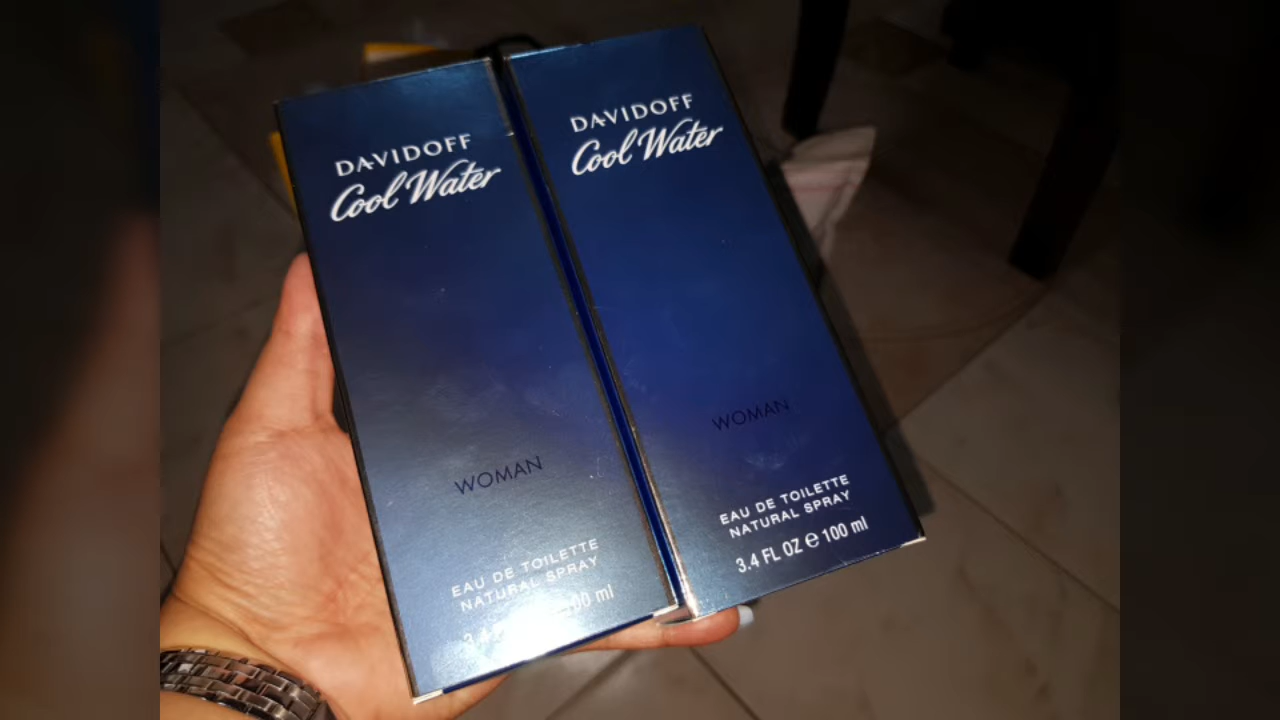 DAVIDOFF
Cool Water
WOMAN
EAU DE TOILETTE
NATURAL SPRAY
DAVIDOFF
Cool Water
WOMAN
EAU DE TOILETTE
NATURAL SPRAY
3.4 FL OZ e 100 ml